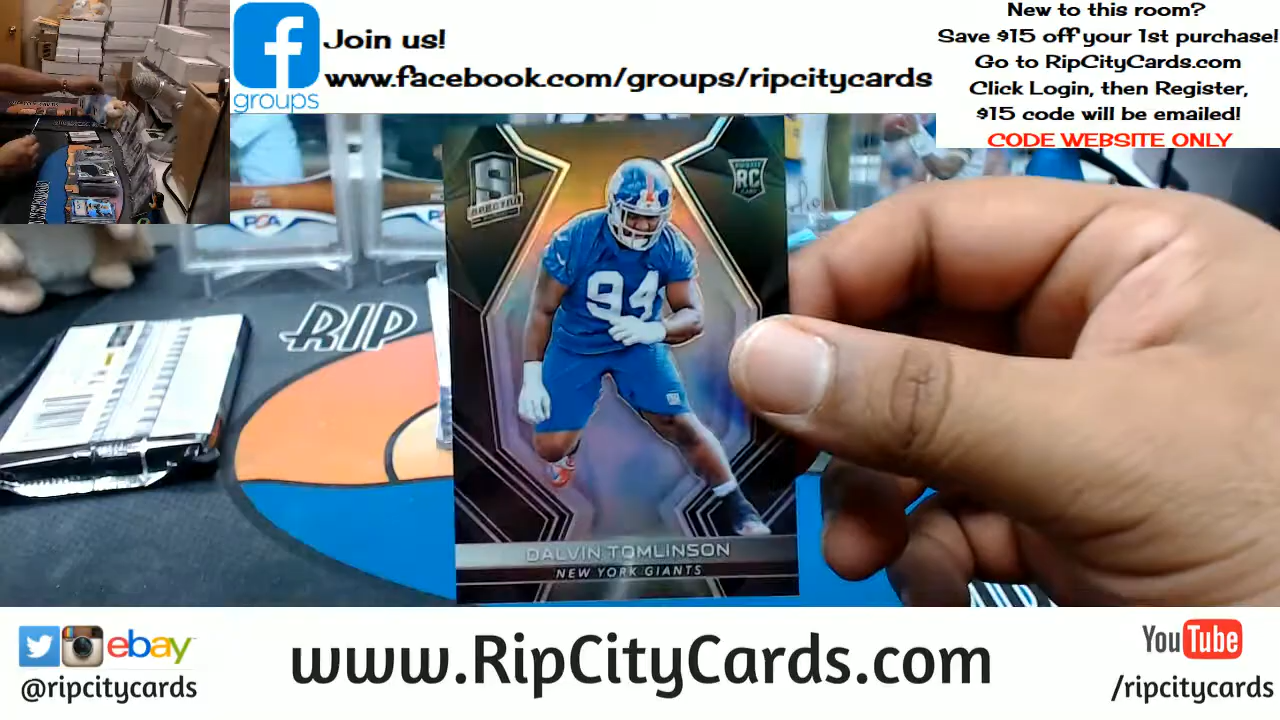 Join us!
www.facebook.com/groups/ripcitycards
groups
New to this room?
Save $15 off your 1st purchase!
Go to RipCityCards.com
Click Login, then Register,
$15 code will be emailed!
CODE WEBSITE ONLY
PSA
RIP
S
SPECTRA
RC
94
DALVIN TOMLINSON
NEW YORK GIANTS
ebay
@ripcitycards
www.RipCityCards.com
YouTube
/ripcitycards